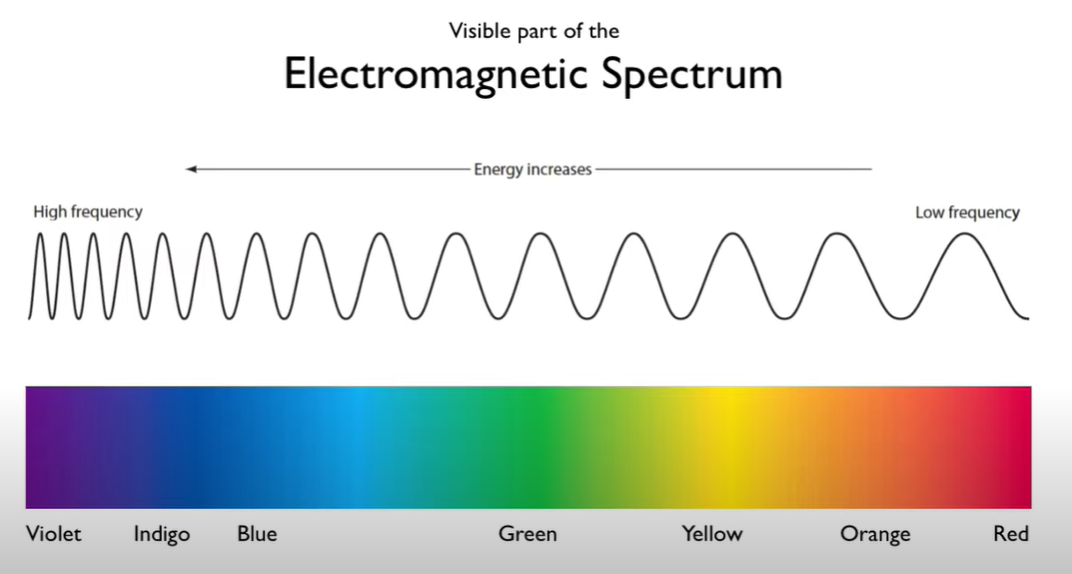 Visible part of the
Electromagnetic Spectrum
Energy increases
High frequency
Low frequency
Violet Indigo Blue Green Yellow Orange Red